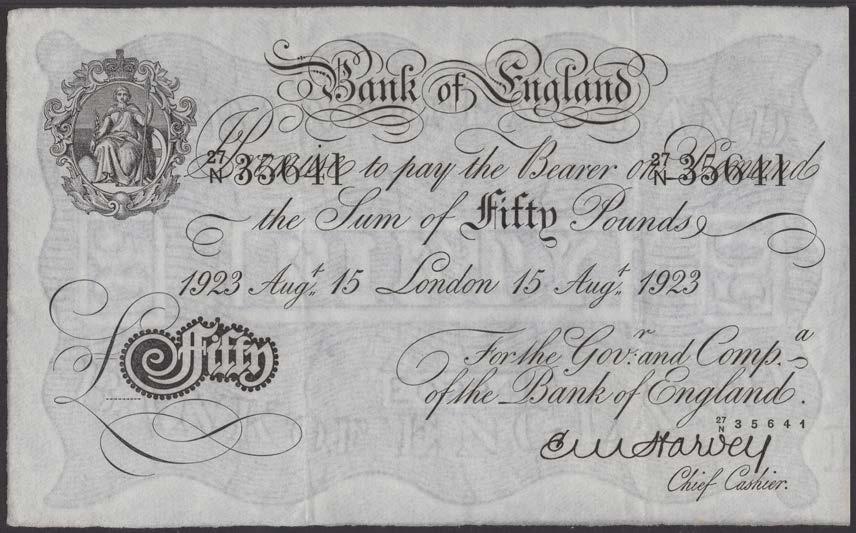 Bank of England
I Promise to pay the Bearer on Demand
27/N 35641 27/N 35641
the Sum of Fifty Pounds
1923 Augt. 15 London 15 Augt. 1923
£ Fifty
For the Govr. and Compa.
of the Bank of England.
27/N 35641
E M Harvey
Chief Cashier.